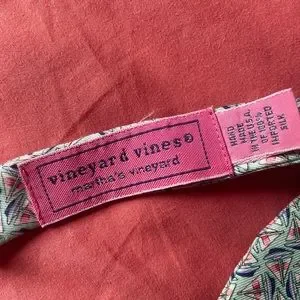 vineyard vines®
martha's vineyard
HAND
MADE
IN THE U.S.A.
OF 100%
IMPORTED
SILK